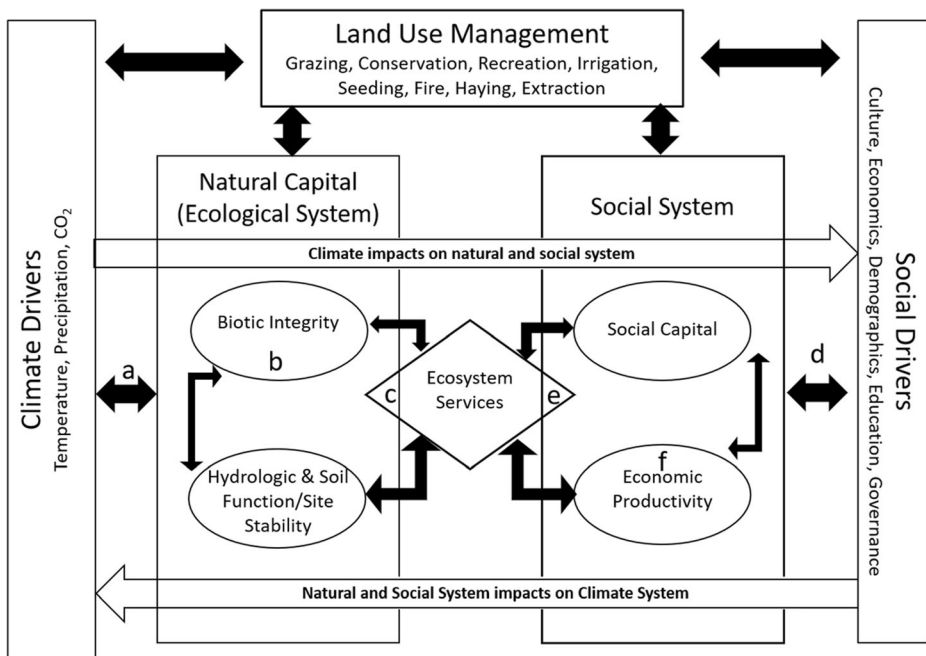 Land Use Management
Grazing, Conservation, Recreation, Irrigation,
Seeding, Fire, Haying, Extraction
Climate Drivers
Temperature, Precipitation, CO₂
Natural Capital
(Ecological System)
Social System
Climate impacts on natural and social system
Biotic Integrity
b
Social Capital
a
Ecosystem
Services
c
e
d
Hydrologic & Soil
Function/Site
Stability
f
Economic
Productivity
Natural and Social System impacts on Climate System
Social Drivers
Culture, Economics, Demographics, Education, Governance